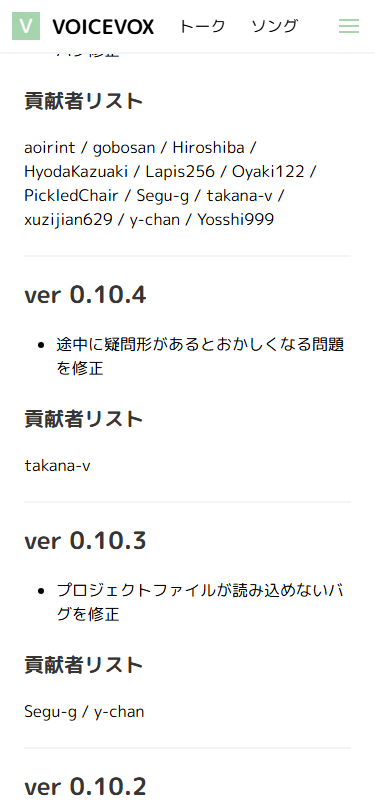 V VOICEVOX トーク ソング
バグ修正
貢献者リスト
aoirint / gobosan / Hiroshiba /
HyodaKazuaki / Lapis256 / Oyaki122 /
PickledChair / Segu-g / takana-v /
xuzijian629 / y-chan / Yosshi999
ver 0.10.4
途中に疑問形があるとおかしくなる問題
を修正
貢献者リスト
takana-v
ver 0.10.3
プロジェクトファイルが読み込めないバ
グを修正
貢献者リスト
Segu-g / y-chan
ver 0.10.2